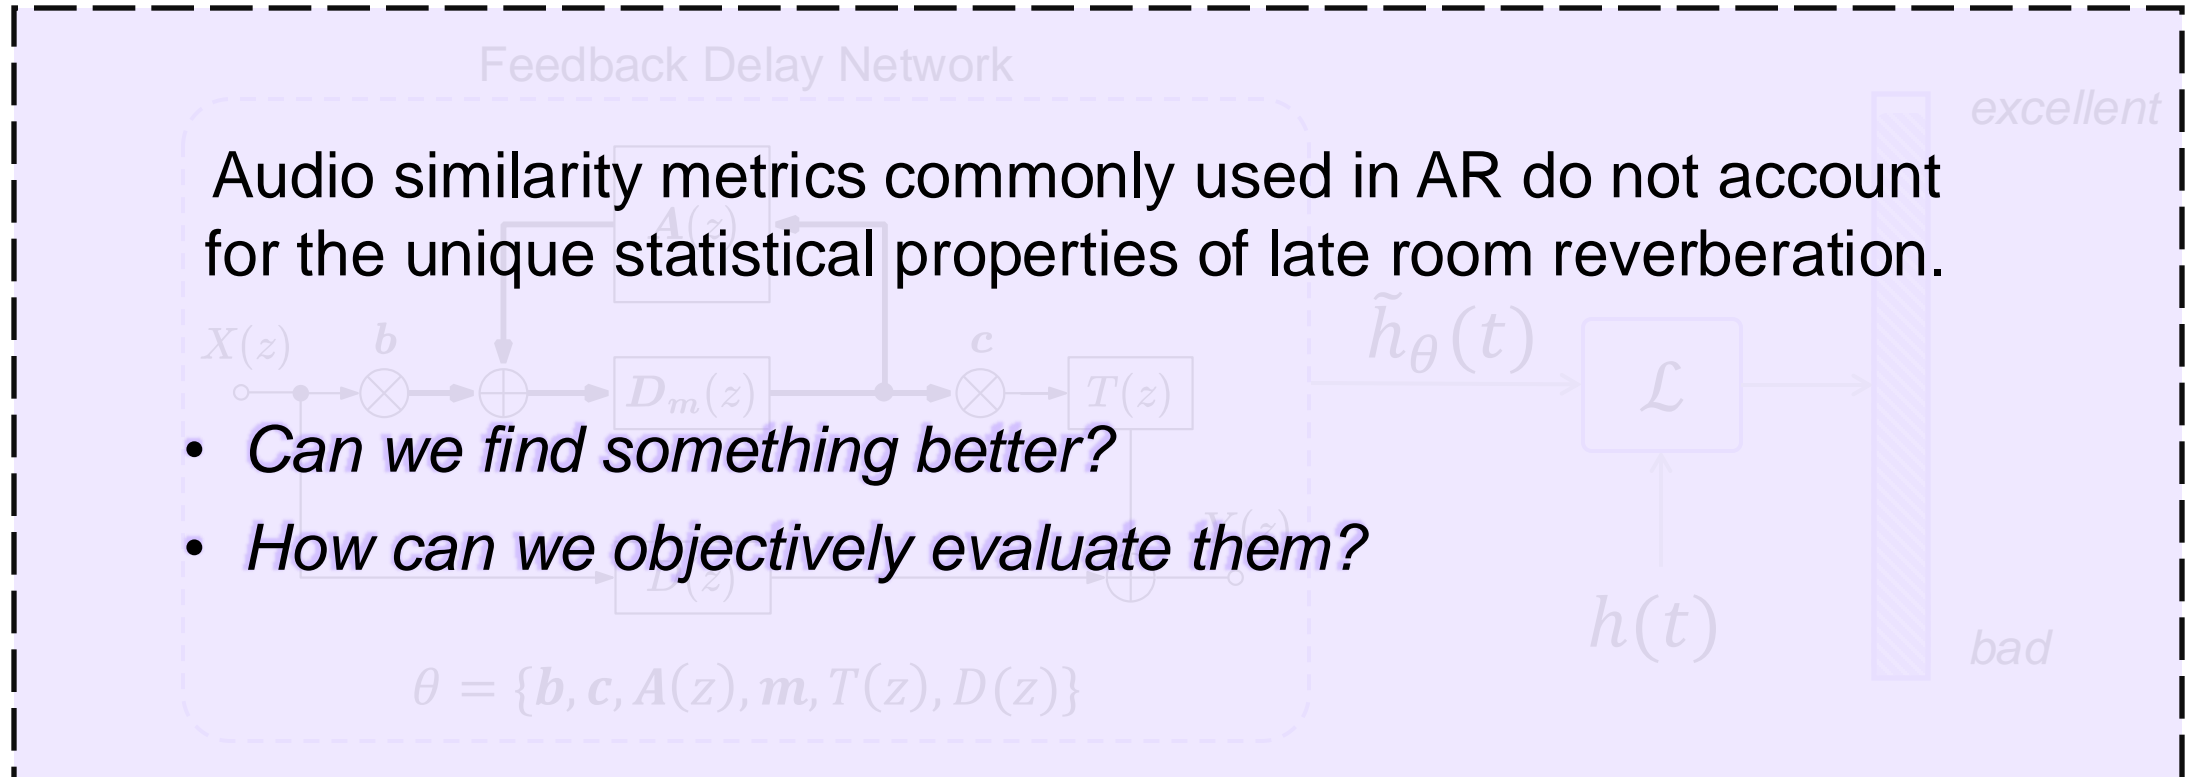 Feedback Delay Network
excellent
Audio similarity metrics commonly used in AR do not account
for the unique statistical properties of late room reverberation.
A(z)
X(z) b c h̃_θ(t)
D_m(z) T(z) ℒ
• Can we find something better?
• How can we objectively evaluate them?
Y(z)
D(z)
h(t)
bad
θ = {b, c, A(z), m, T(z), D(z)}